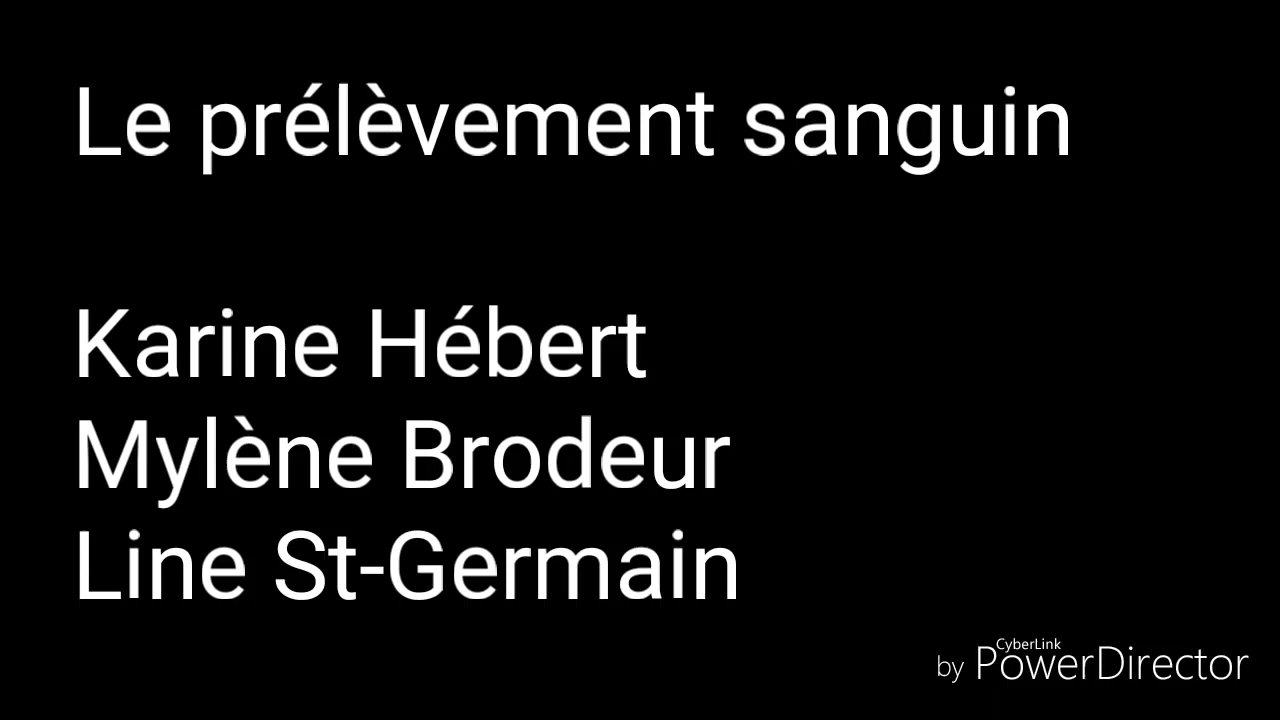 Le prélèvement sanguin
Karine Hébert
Mylène Brodeur
Line St-Germain
CyberLink
by PowerDirector